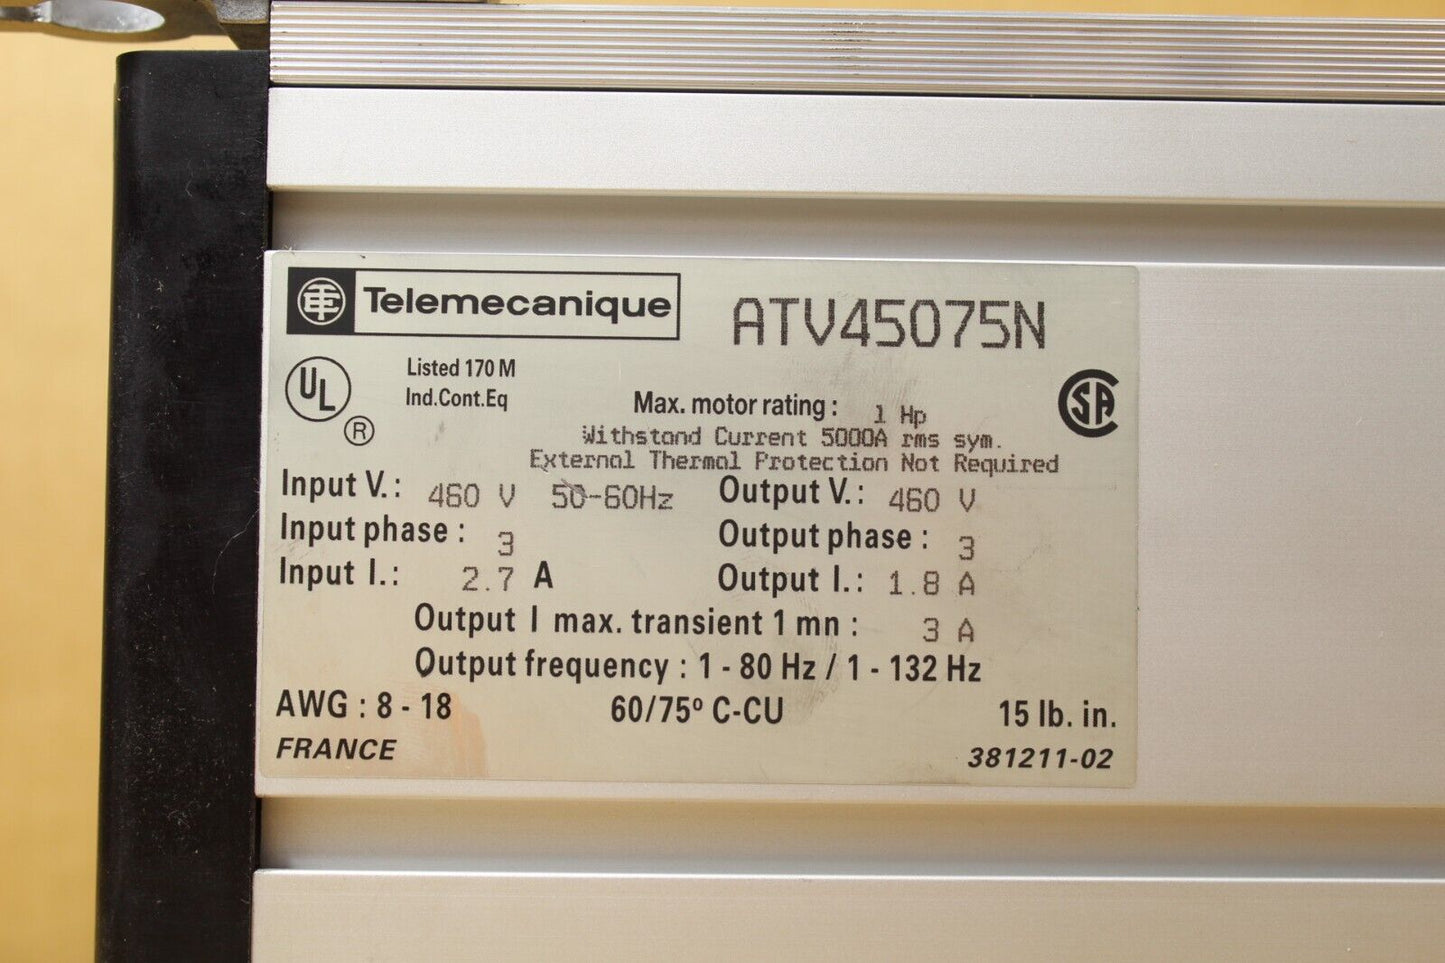 TE Telemecanique ATV45075N
UL ® Listed 170 M
Ind.Cont.Eq
Max. motor rating : 1 Hp
SA
Withstand Current 5000A rms sym.
External Thermal Protection Not Required
Input V. : 460 V 50-60Hz Output V. : 460 V
Input phase : 3 Output phase : 3
Input I. : 2.7 A Output I. : 1.8 A
Output I max. transient 1 mn : 3 A
Output frequency : 1 - 80 Hz / 1 - 132 Hz
AWG : 8 - 18 60/75° C-CU 15 lb. in.
FRANCE 381211-02